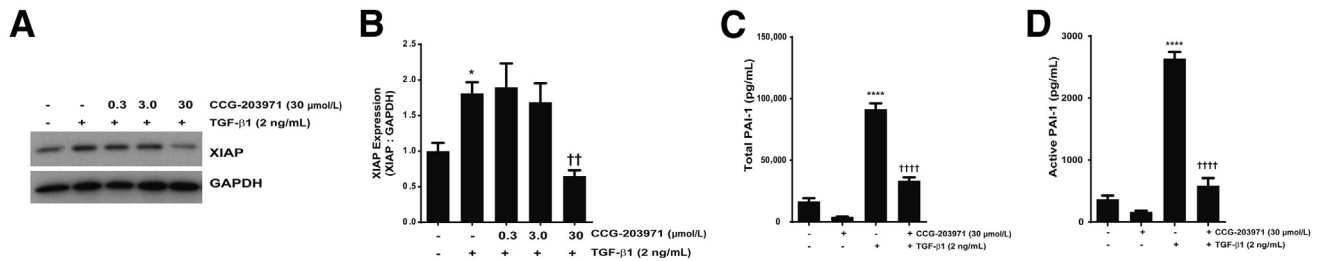 A
- - 0.3 3.0 30 CCG-203971 (30 µmol/L)
- + + + + TGF-β1 (2 ng/mL)
XIAP
GAPDH
B
XIAP Expression
(XIAP : GAPDH)
2.5
2.0
1.5
1.0
0.5
0.0
*
††
- - 0.3 3.0 30 CCG-203971 (µmol/L)
- + + + + TGF-β1 (2 ng/mL)
C
Total PAI-1
(pg/mL)
150,000
100,000
50,000
0
****
††††
- + - + CCG-203971 (30 µmol/L)
- - + + TGF-β1 (2 ng/mL)
D
Active PAI-1
(pg/mL)
3000
2000
1000
0
****
††††
- + - + CCG-203971 (30 µmol/L)
- - + + TGF-β1 (2 ng/mL)